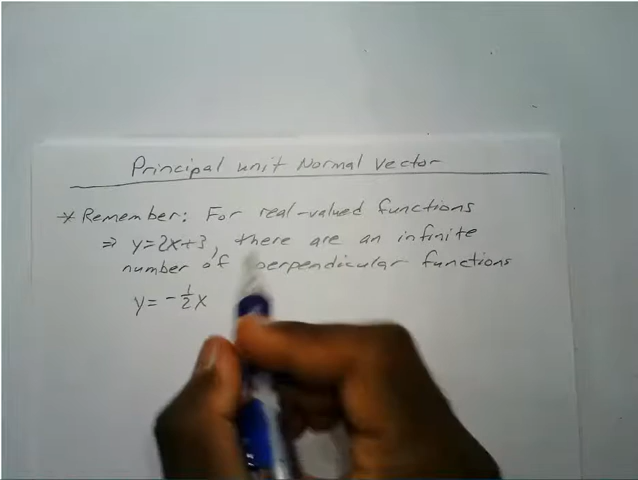 Principal unit Normal Vector
* Remember: For real-valued functions
⇒ y=2x+3, there are an infinite
number of perpendicular functions
y= -1/2x